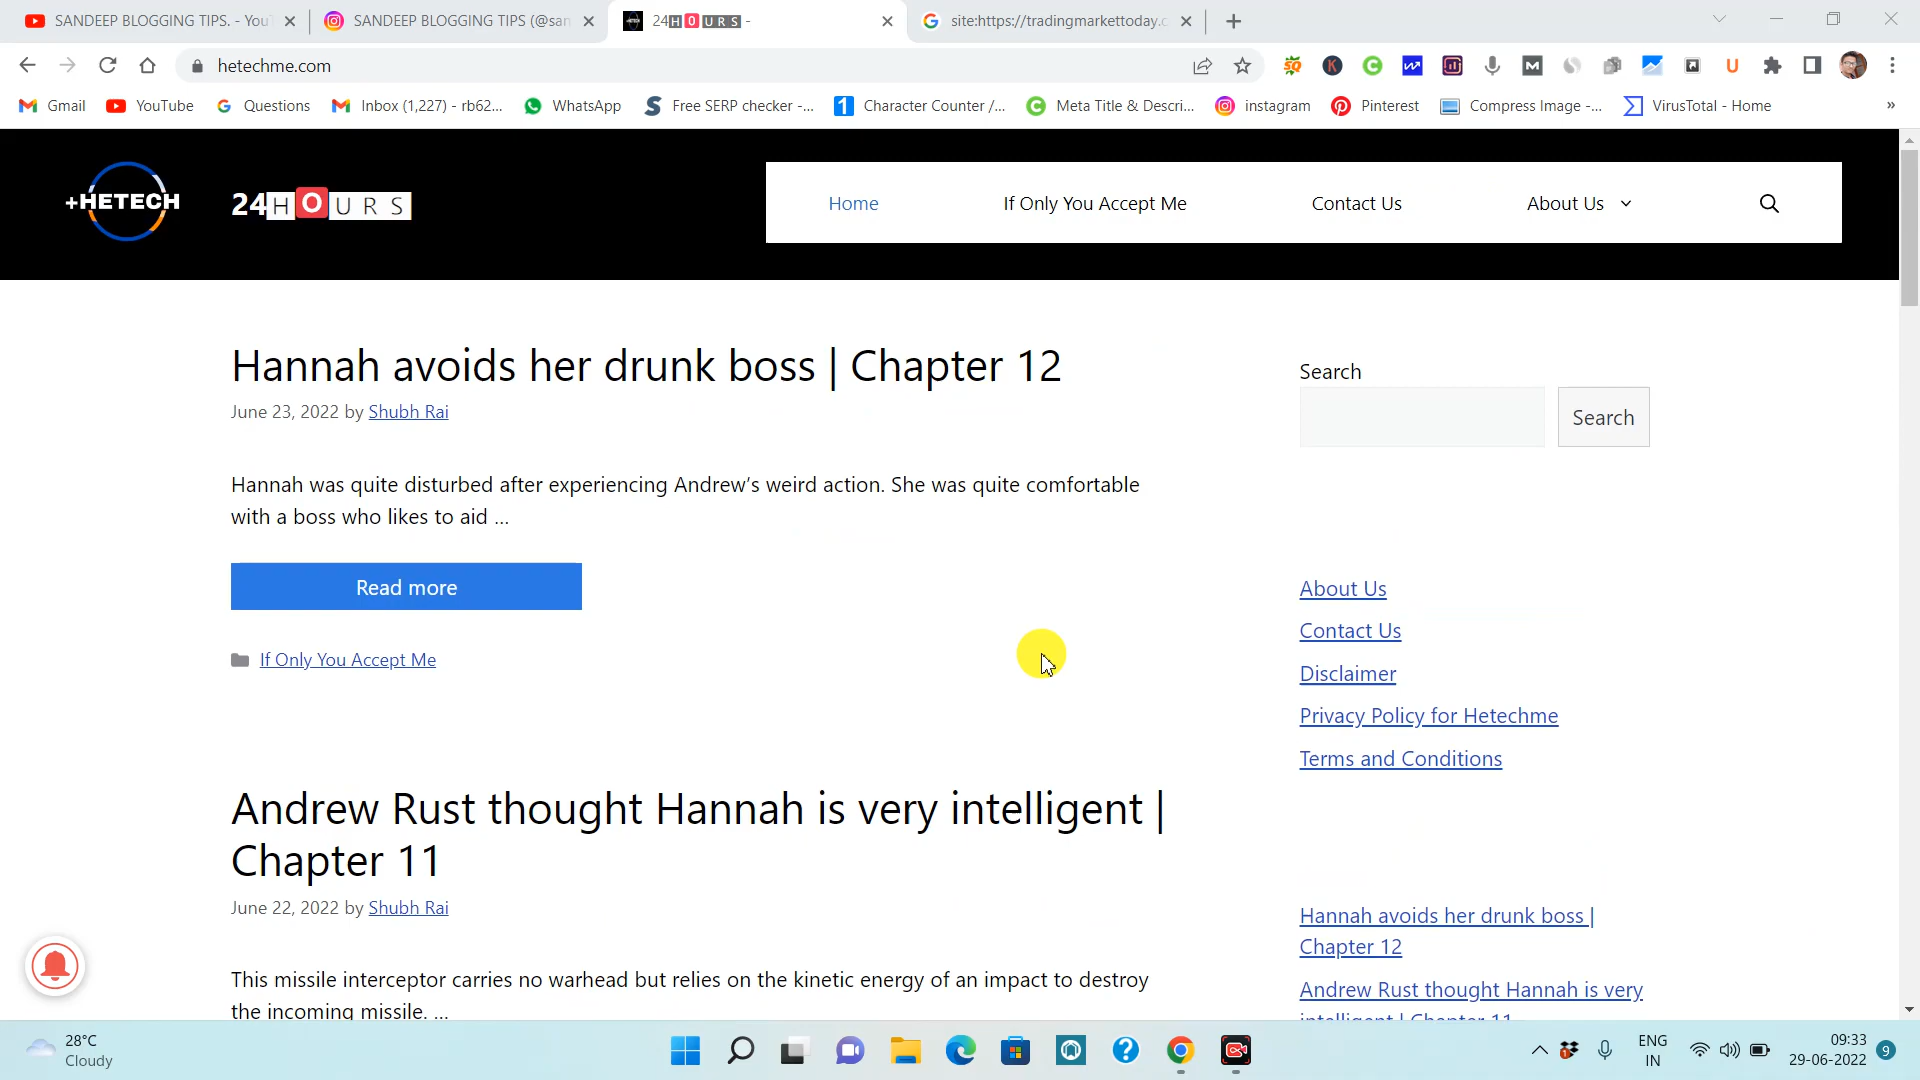 SANDEEP BLOGGING TIPS. - You
SANDEEP BLOGGING TIPS (@san
24HOURS -
site:https://tradingmarkettoday.c
hetechme.com
Gmail
YouTube
Questions
Inbox (1,227) - rb62...
WhatsApp
Free SERP checker -...
Character Counter /...
Meta Title & Descri...
instagram
Pinterest
Compress Image -...
VirusTotal - Home
»
+HETECH
24HOURS
Home
If Only You Accept Me
Contact Us
About Us
Hannah avoids her drunk boss | Chapter 12
June 23, 2022 by Shubh Rai
Hannah was quite disturbed after experiencing Andrew’s weird action. She was quite comfortable
with a boss who likes to aid …
Read more
If Only You Accept Me
Andrew Rust thought Hannah is very intelligent |
Chapter 11
June 22, 2022 by Shubh Rai
This missile interceptor carries no warhead but relies on the kinetic energy of an impact to destroy
the incoming missile. …
Search
Search
About Us
Contact Us
Disclaimer
Privacy Policy for Hetechme
Terms and Conditions
Hannah avoids her drunk boss |
Chapter 12
Andrew Rust thought Hannah is very
intelligent | Chapter 11
28°C
Cloudy
ENG
IN
09:33
29-06-2022
9